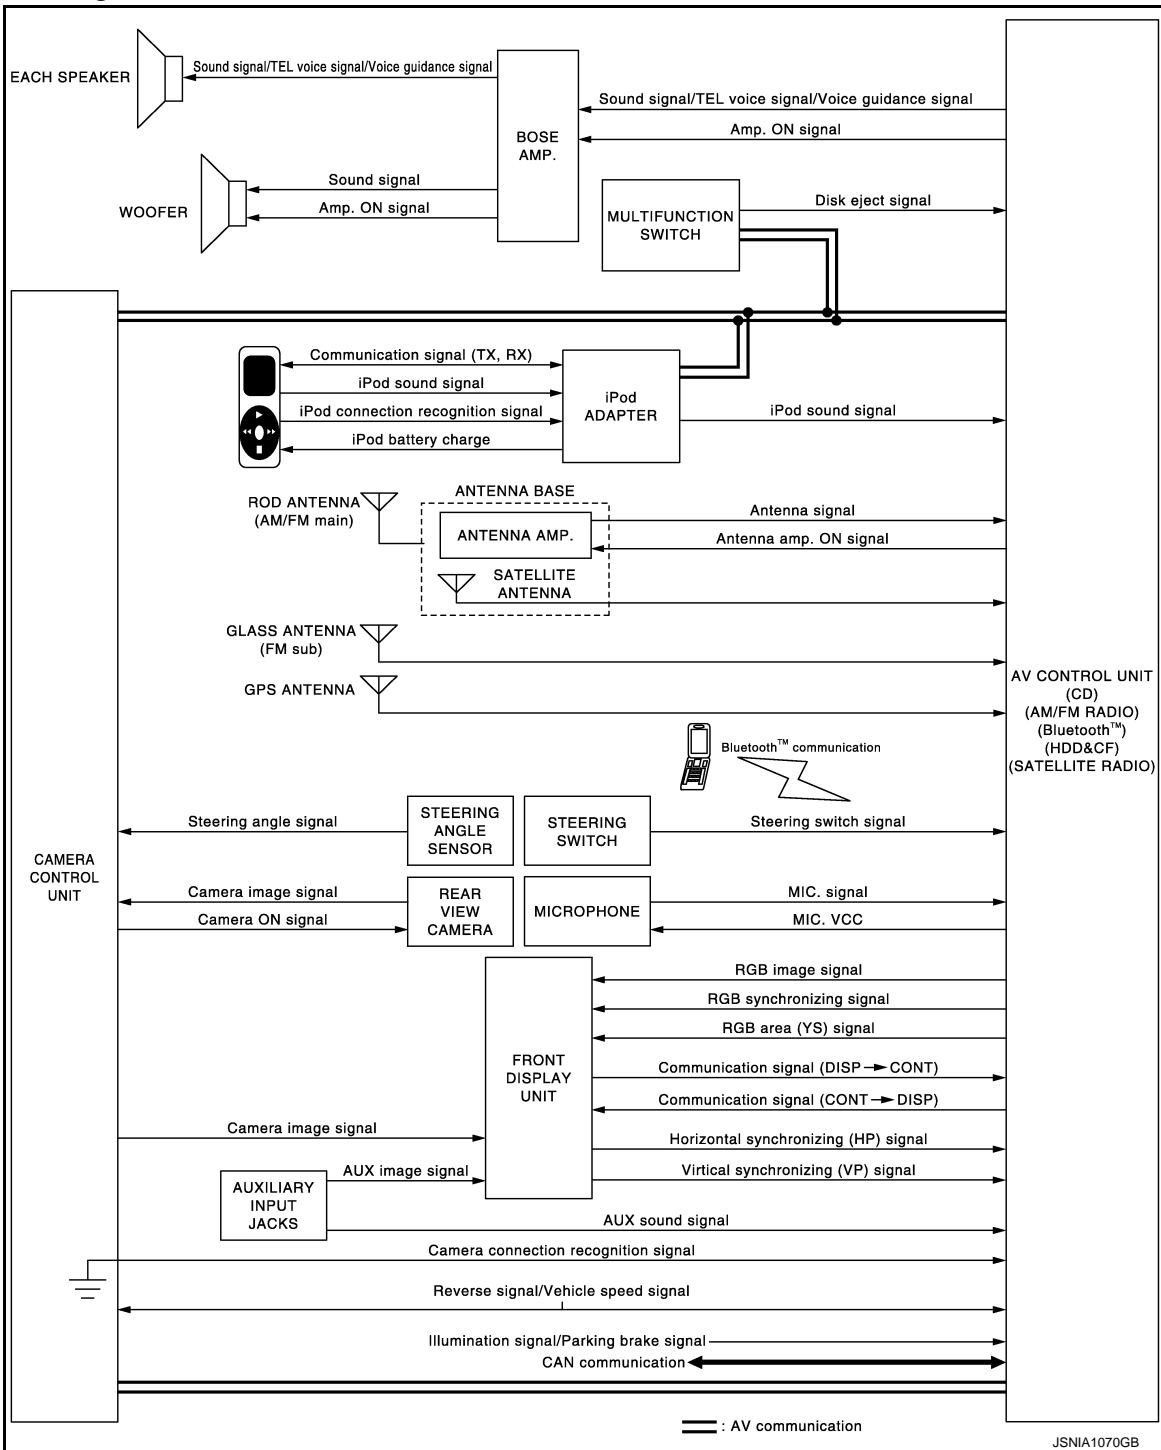 EACH SPEAKER
Sound signal/TEL voice signal/Voice guidance signal
BOSE
AMP.
Sound signal/TEL voice signal/Voice guidance signal
Amp. ON signal
WOOFER
Sound signal
Amp. ON signal
MULTIFUNCTION
SWITCH
Disk eject signal
Communication signal (TX, RX)
iPod sound signal
iPod connection recognition signal
iPod battery charge
iPod
ADAPTER
iPod sound signal
ROD ANTENNA
(AM/FM main)
ANTENNA BASE
ANTENNA AMP.
Antenna signal
Antenna amp. ON signal
SATELLITE
ANTENNA
GLASS ANTENNA
(FM sub)
GPS ANTENNA
AV CONTROL UNIT
(CD)
(AM/FM RADIO)
(Bluetooth™)
(HDD&CF)
(SATELLITE RADIO)
Bluetooth™ communication
Steering angle signal
STEERING
ANGLE
SENSOR
STEERING
SWITCH
Steering switch signal
CAMERA
CONTROL
UNIT
Camera image signal
Camera ON signal
REAR
VIEW
CAMERA
MICROPHONE
MIC. signal
MIC. VCC
FRONT
DISPLAY
UNIT
RGB image signal
RGB synchronizing signal
RGB area (YS) signal
Communication signal (DISP → CONT)
Communication signal (CONT → DISP)
Horizontal synchronizing (HP) signal
Virtical synchronizing (VP) signal
Camera image signal
AUX image signal
AUXILIARY
INPUT
JACKS
AUX sound signal
Camera connection recognition signal
Reverse signal/Vehicle speed signal
Illumination signal/Parking brake signal
CAN communication
: AV communication
JSNIA1070GB